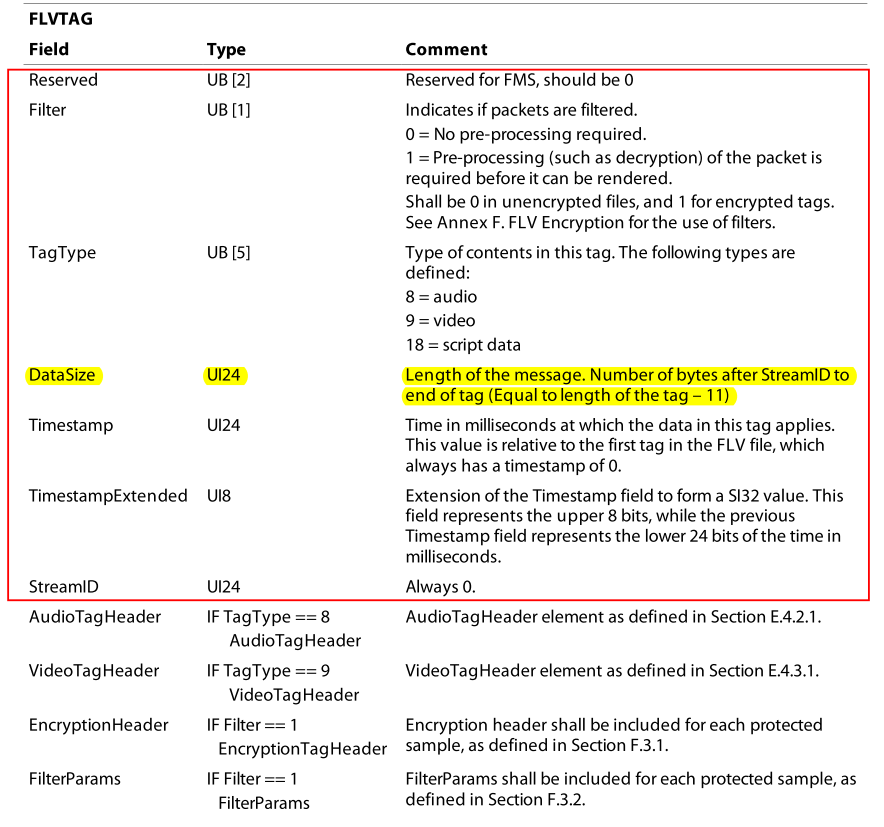 FLVTAG
Field Type Comment
Reserved UB [2] Reserved for FMS, should be 0
Filter UB [1] Indicates if packets are filtered.
0 = No pre-processing required.
1 = Pre-processing (such as decryption) of the packet is
required before it can be rendered.
Shall be 0 in unencrypted files, and 1 for encrypted tags.
See Annex F. FLV Encryption for the use of filters.
TagType UB [5] Type of contents in this tag. The following types are
defined:
8 = audio
9 = video
18 = script data
DataSize UI24 Length of the message. Number of bytes after StreamID to
end of tag (Equal to length of the tag – 11)
Timestamp UI24 Time in milliseconds at which the data in this tag applies.
This value is relative to the first tag in the FLV file, which
always has a timestamp of 0.
TimestampExtended UI8 Extension of the Timestamp field to form a SI32 value. This
field represents the upper 8 bits, while the previous
Timestamp field represents the lower 24 bits of the time in
milliseconds.
StreamID UI24 Always 0.
AudioTagHeader IF TagType == 8 AudioTagHeader element as defined in Section E.4.2.1.
AudioTagHeader
VideoTagHeader IF TagType == 9 VideoTagHeader element as defined in Section E.4.3.1.
VideoTagHeader
EncryptionHeader IF Filter == 1 Encryption header shall be included for each protected
EncryptionTagHeader sample, as defined in Section F.3.1.
FilterParams IF Filter == 1 FilterParams shall be included for each protected sample, as
FilterParams defined in Section F.3.2.